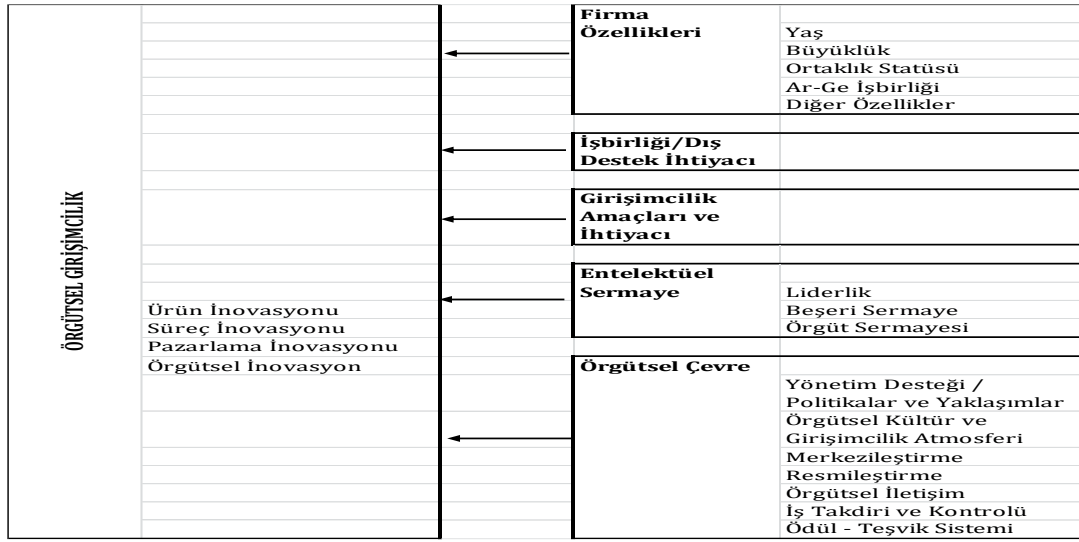 ÖRGÜTSEL GİRİŞİMCİLİK
Ürün İnovasyonu
Süreç İnovasyonu
Pazarlama İnovasyonu
Örgütsel İnovasyon
Firma
Özellikleri
Yaş
Büyüklük
Ortaklık Statüsü
Ar-Ge İşbirliği
Diğer Özellikler
İşbirliği/Dış
Destek İhtiyacı
Girişimcilik
Amaçları ve
İhtiyacı
Entelektüel
Sermaye
Liderlik
Beşeri Sermaye
Örgüt Sermayesi
Örgütsel Çevre
Yönetim Desteği /
Politikalar ve Yaklaşımlar
Örgütsel Kültür ve
Girişimcilik Atmosferi
Merkezileştirme
Resmileştirme
Örgütsel İletişim
İş Takdiri ve Kontrolü
Ödül - Teşvik Sistemi